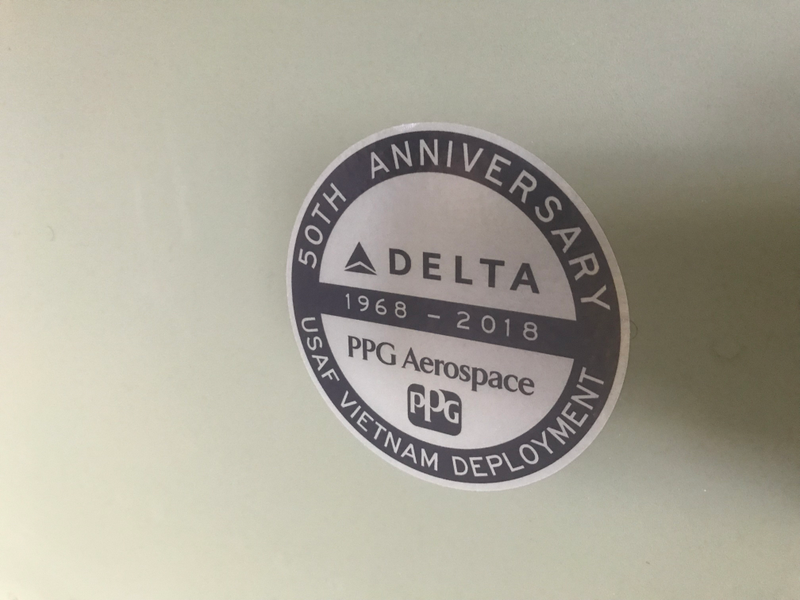 50TH ANNIVERSARY
DELTA
1968 - 2018
PPG Aerospace
PPG
USAF VIETNAM DEPLOYMENT